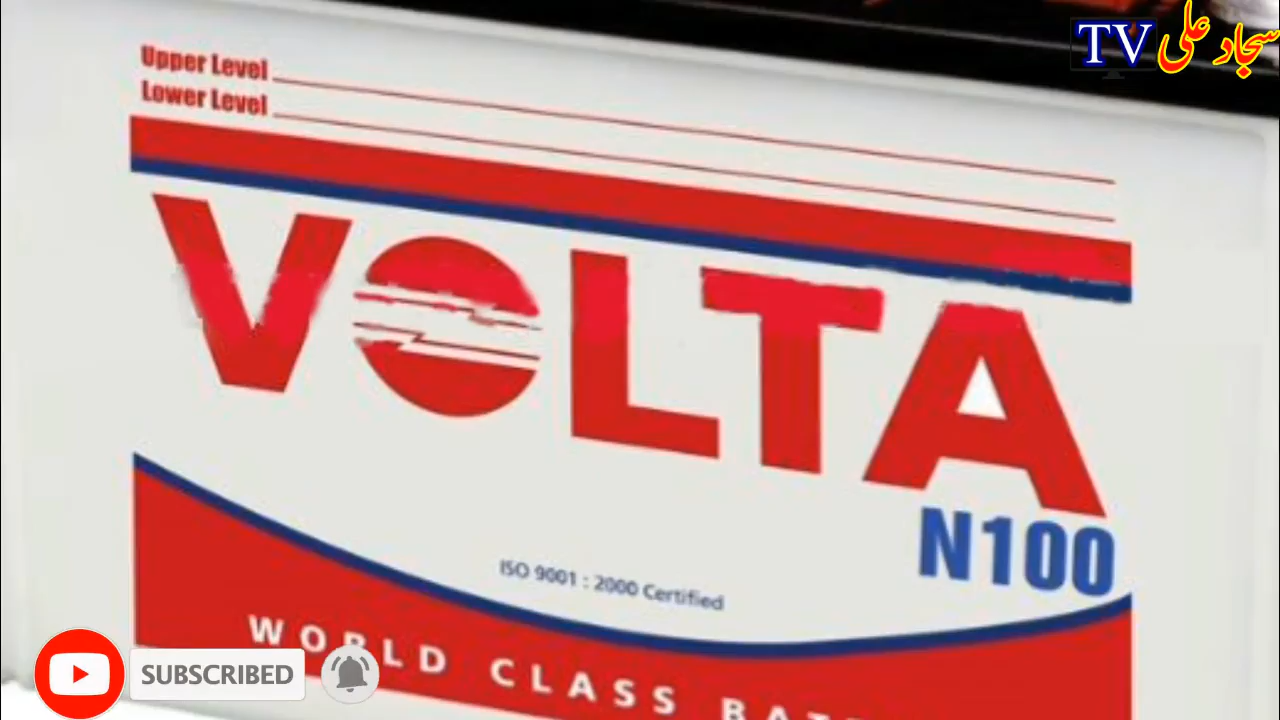 سجاد علی TV
Upper Level
Lower Level
VOLTA
N100
ISO 9001 : 2000 Certified
WORLD CLASS
SUBSCRIBED